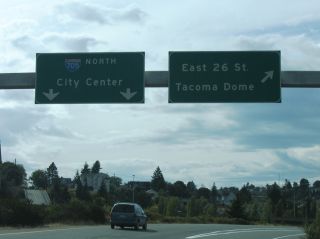 705 NORTH
City Center
East 26 St.
Tacoma Dome